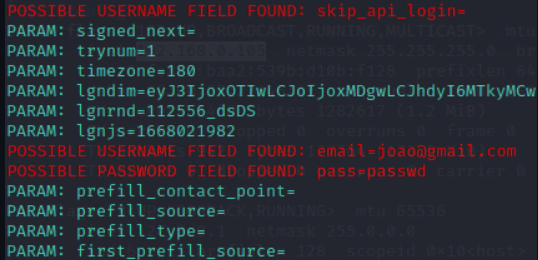 POSSIBLE USERNAME FIELD FOUND: skip_api_login=
PARAM: signed_next=
PARAM: trynum=1
PARAM: timezone=180
PARAM: lgndim=eyJ3IjoxOTIwLCJoIjoxMDgwLCJhdyI6MTkyMCw
PARAM: lgnrnd=112556_dsDS
PARAM: lgnjs=1668021982
POSSIBLE USERNAME FIELD FOUND: email=joao@gmail.com
POSSIBLE PASSWORD FIELD FOUND: pass=passwd
PARAM: prefill_contact_point=
PARAM: prefill_source=
PARAM: prefill_type=
PARAM: first_prefill_source=